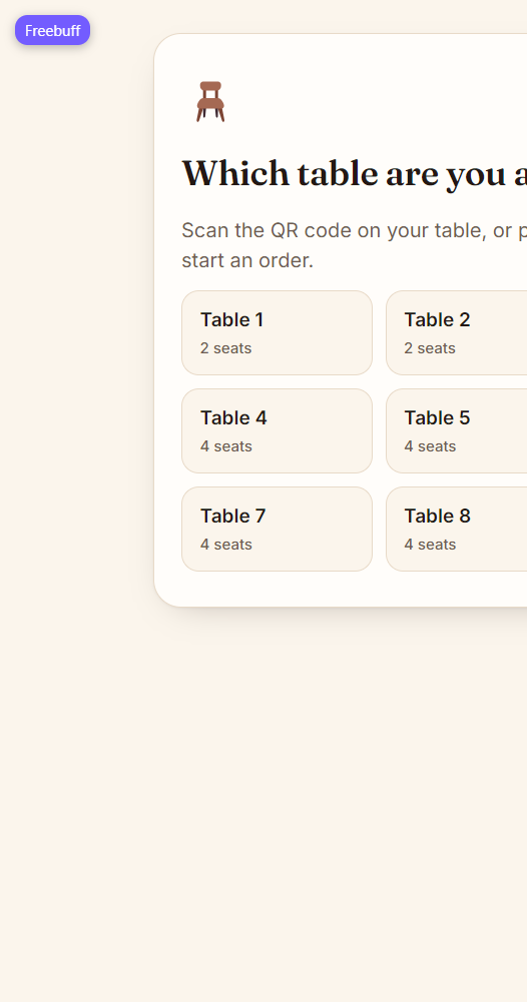 Freebuff
Which table are you a
Scan the QR code on your table, or p
start an order.
Table 1
2 seats
Table 2
2 seats
Table 4
4 seats
Table 5
4 seats
Table 7
4 seats
Table 8
4 seats